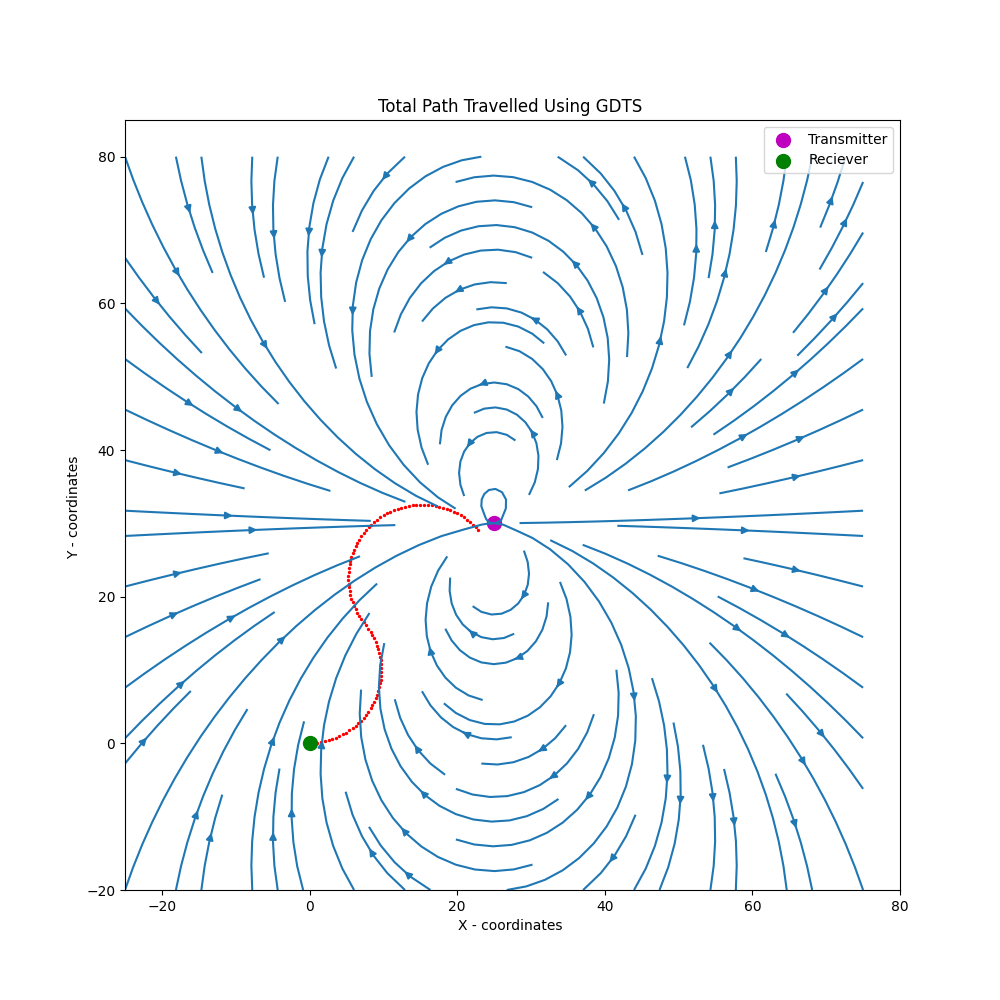 Total Path Travelled Using GDTS
Transmitter
Reciever
80
60
40
20
0
−20
Y - coordinates
−20
0
20
40
60
80
X - coordinates